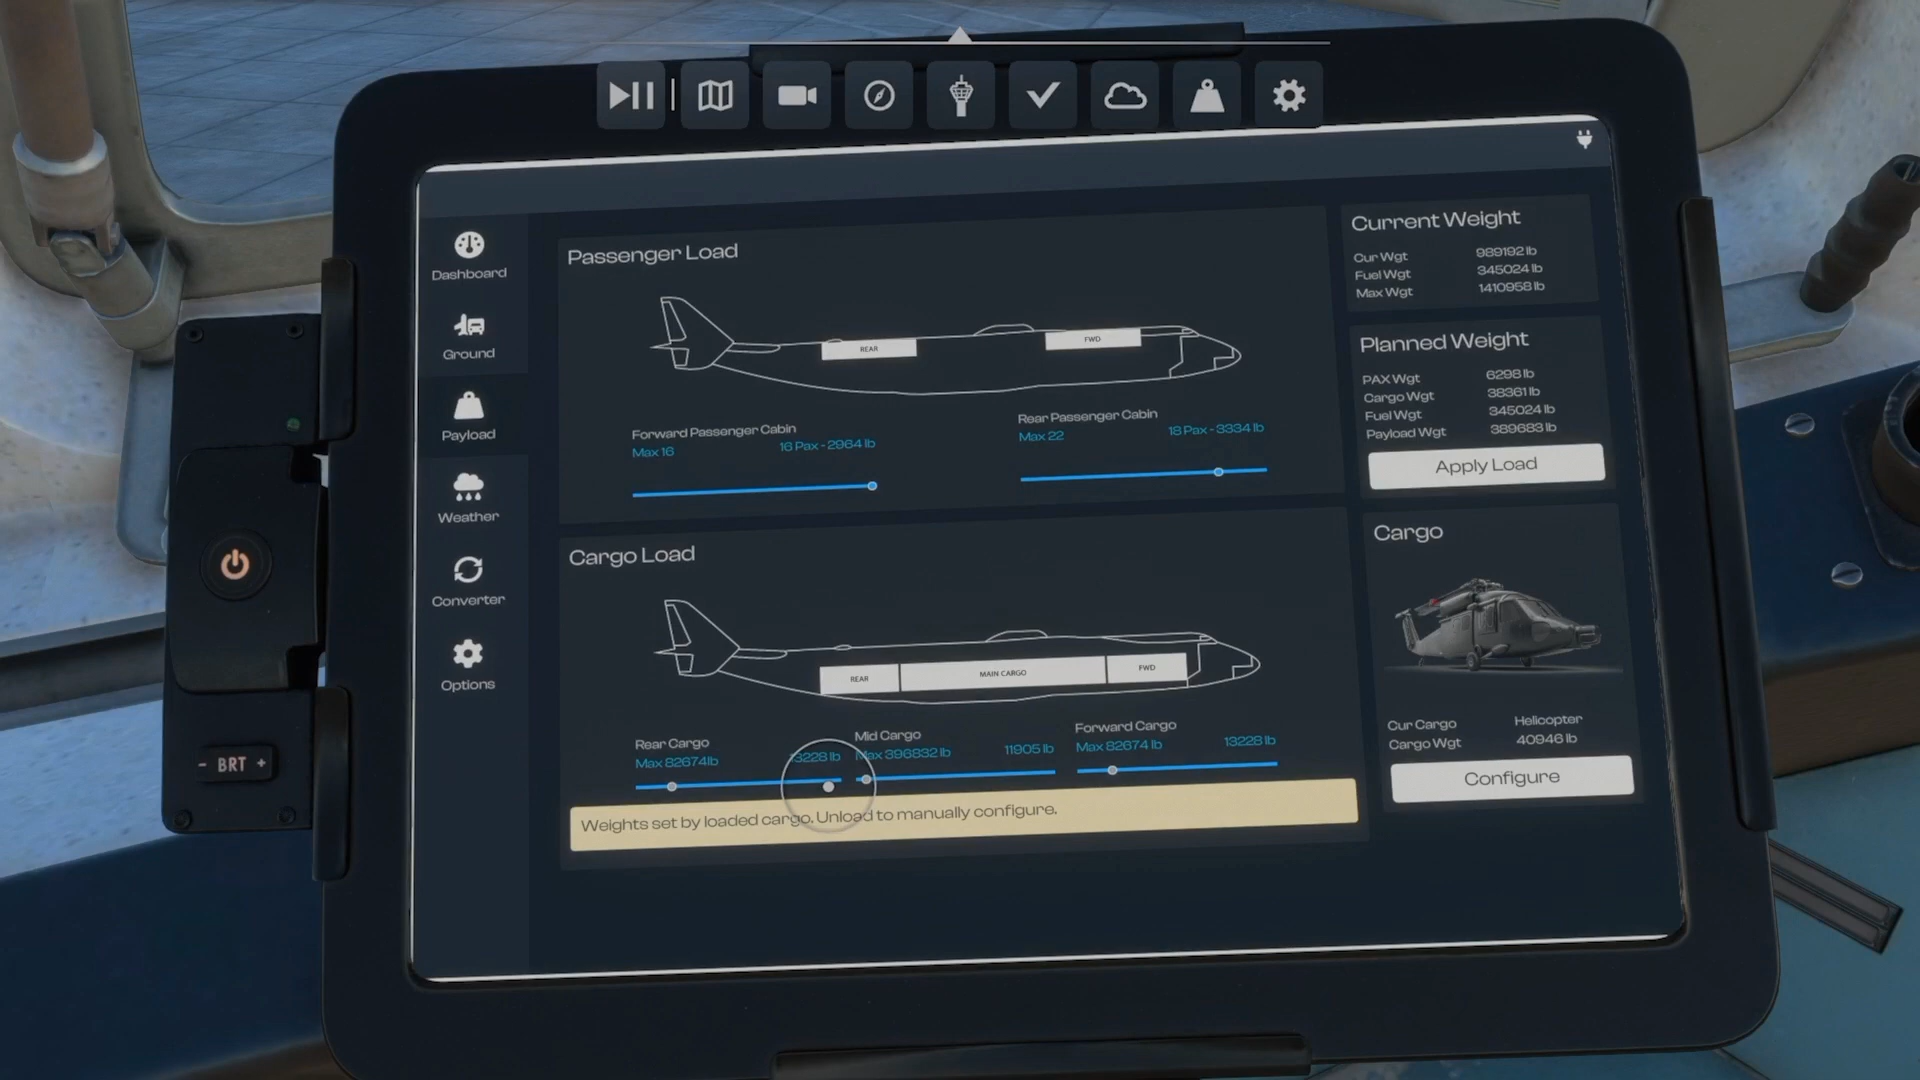 Dashboard
Ground
Payload
Weather
Converter
Options
- BRT +
Passenger Load
REAR
FWD
Forward Passenger Cabin
Max 16
16 Pax - 2964 lb
Rear Passenger Cabin
Max 22
18 Pax - 3334 lb
Cargo Load
REAR
MAIN CARGO
FWD
Rear Cargo
Max 82674lb
13228 lb
Mid Cargo
Max 396832 lb
11905 lb
Forward Cargo
Max 82674 lb
13228 lb
Weights set by loaded cargo. Unload to manually configure.
Current Weight
Cur Wgt 989192 lb
Fuel Wgt 345024 lb
Max Wgt 1410958 lb
Planned Weight
PAX Wgt 6298 lb
Cargo Wgt 38361 lb
Fuel Wgt 345024 lb
Payload Wgt 389683 lb
Apply Load
Cargo
Cur Cargo Helicopter
Cargo Wgt 40946 lb
Configure